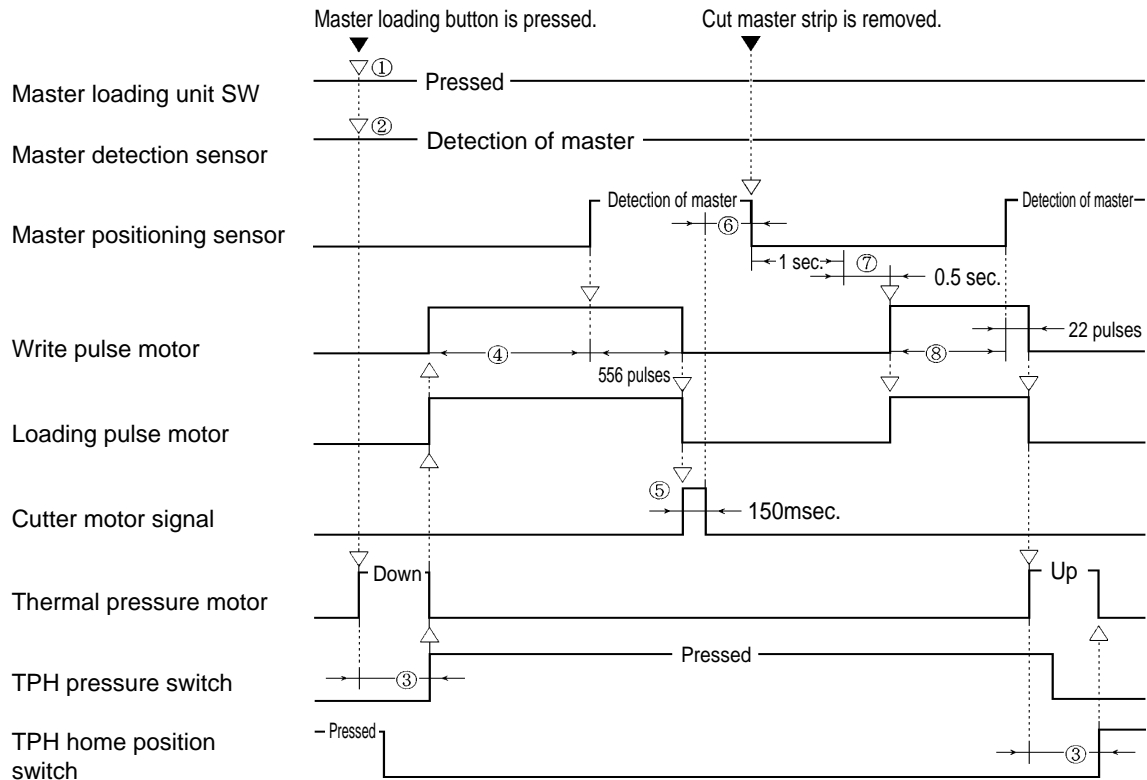 Master loading button is pressed.
Cut master strip is removed.
①
Master loading unit SW
Pressed
②
Master detection sensor
Detection of master
Master positioning sensor
Detection of master
⑥
Detection of master
1 sec.
⑦
0.5 sec.
Write pulse motor
④
556 pulses
⑧
22 pulses
Loading pulse motor
Cutter motor signal
⑤
150msec.
Thermal pressure motor
Down
Up
TPH pressure switch
③
Pressed
TPH home position
switch
Pressed
③